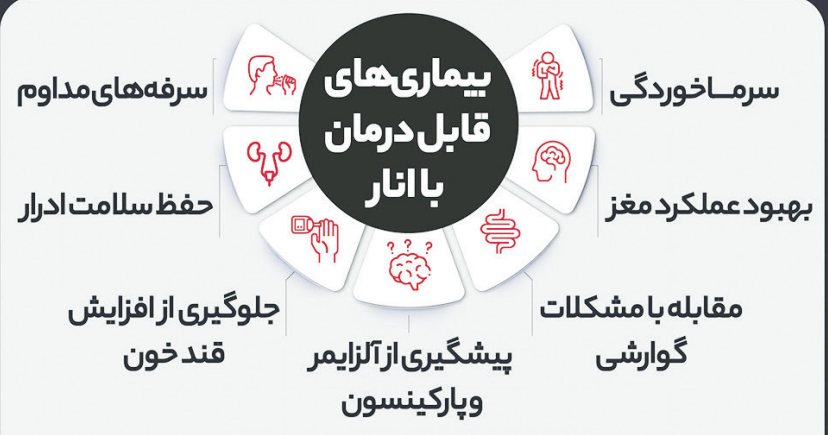 بیماری‌های
قابل درمان
با انار
سرماخوردگی
بهبود عملکرد مغز
مقابله با مشکلات
گوارشی
پیشگیری از آلزایمر
و پارکینسون
جلوگیری از افزایش
قند خون
حفظ سلامت ادرار
سرفه‌های مداوم
? ? ?